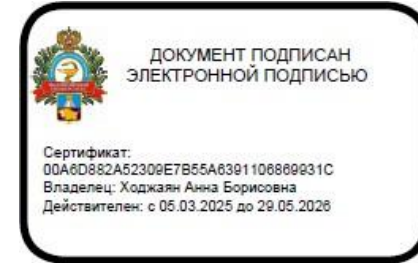 ДОКУМЕНТ ПОДПИСАН
ЭЛЕКТРОННОЙ ПОДПИСЬЮ
Сертификат:
00A6D882A52309E7B55A6391106869931C
Владелец: Ходжаян Анна Борисовна
Действителен: с 05.03.2025 до 29.05.2026